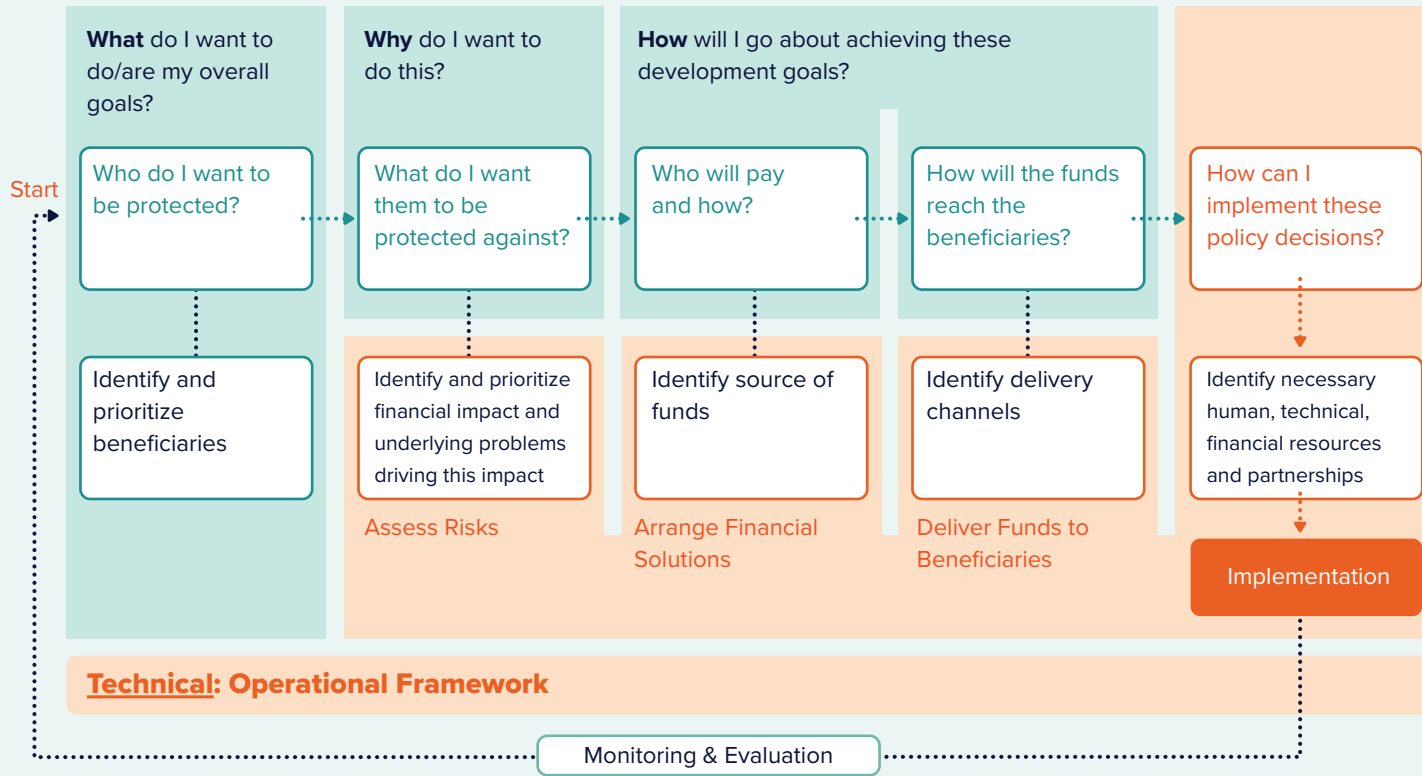 What do I want to
do/are my overall
goals?
Why do I want to
do this?
How will I go about achieving these
development goals?
Start
Who do I want to
be protected?
What do I want
them to be
protected against?
Who will pay
and how?
How will the funds
reach the
beneficiaries?
How can I
implement these
policy decisions?
Identify and
prioritize
beneficiaries
Identify and prioritize
financial impact and
underlying problems
driving this impact
Identify source of
funds
Identify delivery
channels
Identify necessary
human, technical,
financial resources
and partnerships
Assess Risks
Arrange Financial
Solutions
Deliver Funds to
Beneficiaries
Implementation
Technical: Operational Framework
Monitoring & Evaluation